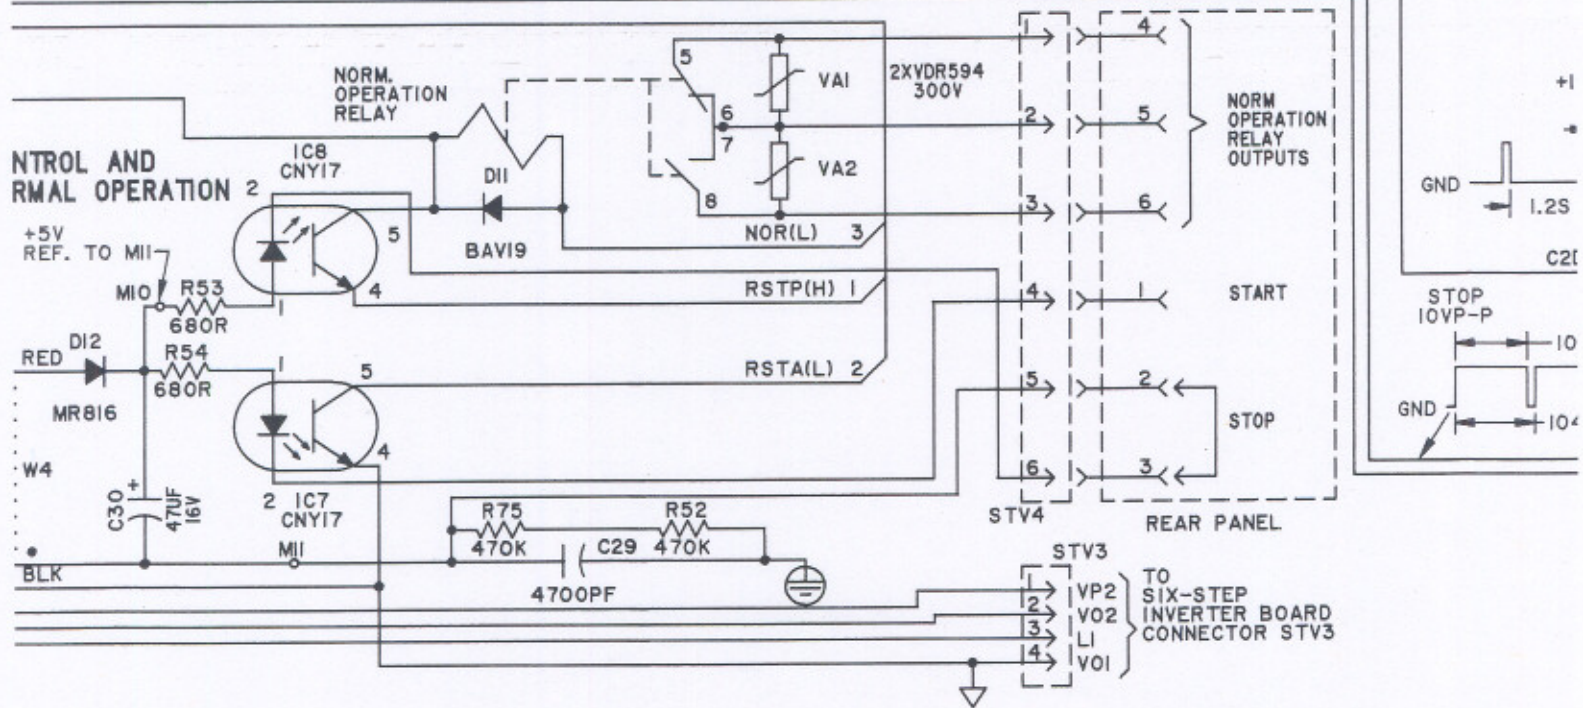 NORM.
OPERATION
RELAY
NTROL AND
RMAL OPERATION
IC8
CNY17
2
5
4
1
+5V
REF. TO M11
M10
R53
680R
D11
BAV19
5
6
7
8
VA1
VA2
2XVDR594
300V
NOR(L) 3
RSTP(H) 1
RSTA(L) 2
RED
D12
MR816
R54
680R
1
5
4
2
IC7
CNY17
W4
C30
+
47UF
16V
BLK
M11
R75
470K
R52
470K
C29
4700PF
1
2
3
4
5
6
STV4
4
5
6
1
2
3
NORM
OPERATION
RELAY
OUTPUTS
START
STOP
REAR PANEL
STV3
1 VP2
2 VO2
3 L1
4 VO1
TO
SIX-STEP
INVERTER BOARD
CONNECTOR STV3
GND
1.2S
STOP
10VP-P
10
GND
104